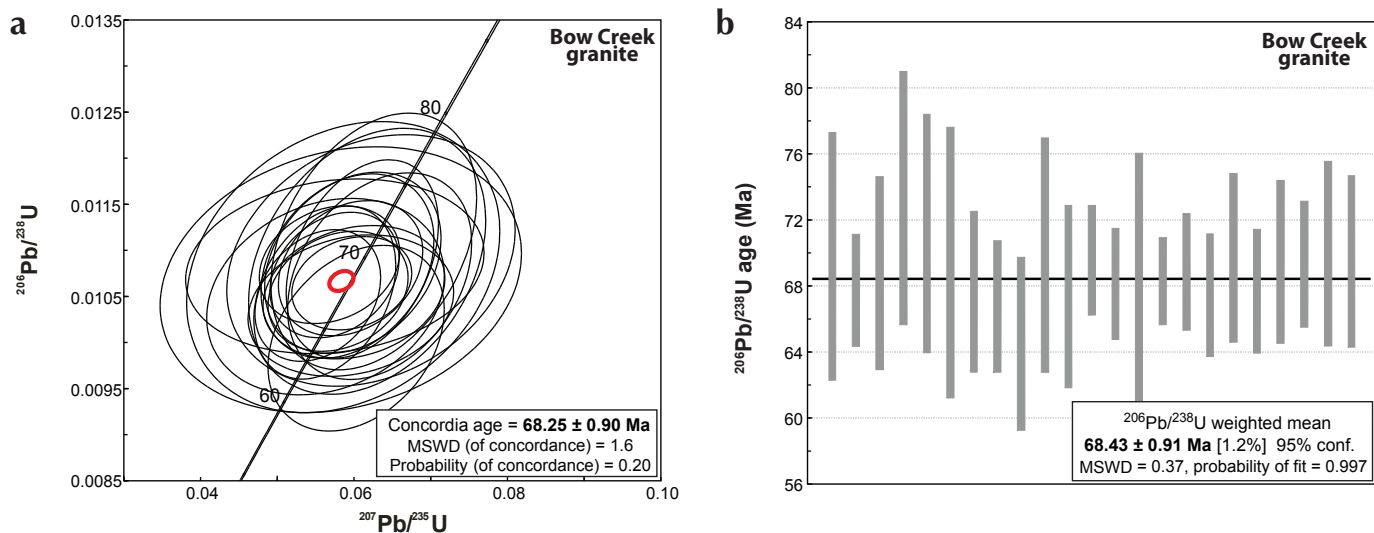 a
Bow Creek
granite
0.0135
0.0125
0.0115
0.0105
0.0095
0.0085
²⁰⁶Pb/²³⁸U
80
70
60
Concordia age = 68.25 ± 0.90 Ma
MSWD (of concordance) = 1.6
Probability (of concordance) = 0.20
0.04
0.06
0.08
0.10
²⁰⁷Pb/²³⁵U
b
Bow Creek
granite
84
80
76
72
68
64
60
56
²⁰⁶Pb/²³⁸U age (Ma)
²⁰⁶Pb/²³⁸U weighted mean
68.43 ± 0.91 Ma [1.2%] 95% conf.
MSWD = 0.37, probability of fit = 0.997